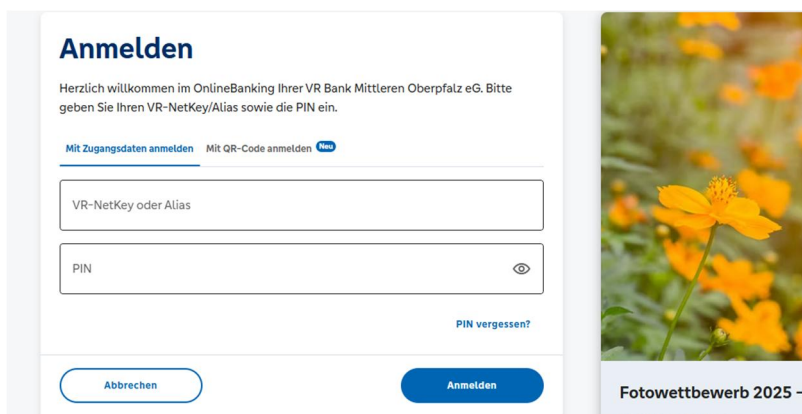 Anmelden
Herzlich willkommen im OnlineBanking Ihrer VR Bank Mittleren Oberpfalz eG. Bitte
geben Sie Ihren VR-NetKey/Alias sowie die PIN ein.
Mit Zugangsdaten anmelden Mit QR-Code anmelden Neu
VR-NetKey oder Alias
PIN
PIN vergessen?
Abbrechen Anmelden
Fotowettbewerb 2025 -